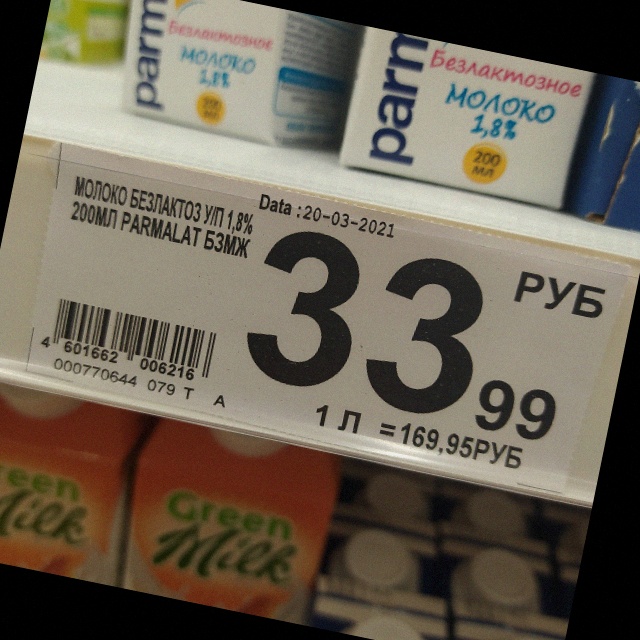 parm
Безлактозное
МОЛОКО
1,8%
parm
Безлактозное
МОЛОКО
1,8%
200
МЛ
МОЛОКО БЕЗЛАКТОЗ У/П 1,8%
200МЛ PARMALAT БЗМЖ
Data :20-03-2021
33 99
РУБ
4 601662 006216
000770644 079 Т А
1 Л =169,95РУБ
Green
Milk
Green
Milk